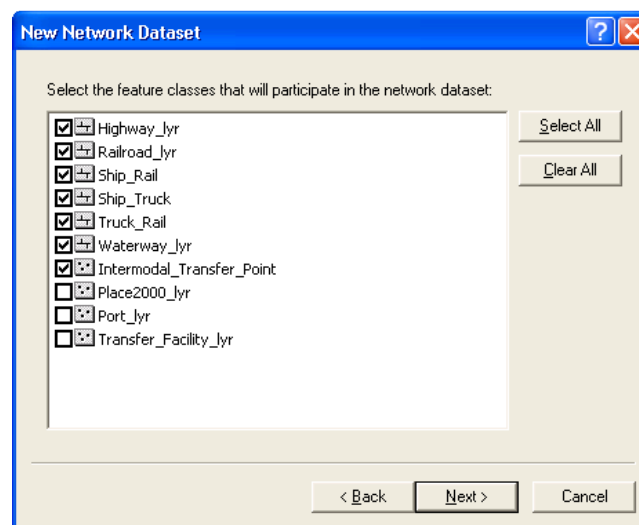 New Network Dataset
Select the feature classes that will participate in the network dataset:
Highway_lyr
Railroad_lyr
Ship_Rail
Ship_Truck
Truck_Rail
Waterway_lyr
Intermodal_Transfer_Point
Place2000_lyr
Port_lyr
Transfer_Facility_lyr
Select All
Clear All
< Back
Next >
Cancel